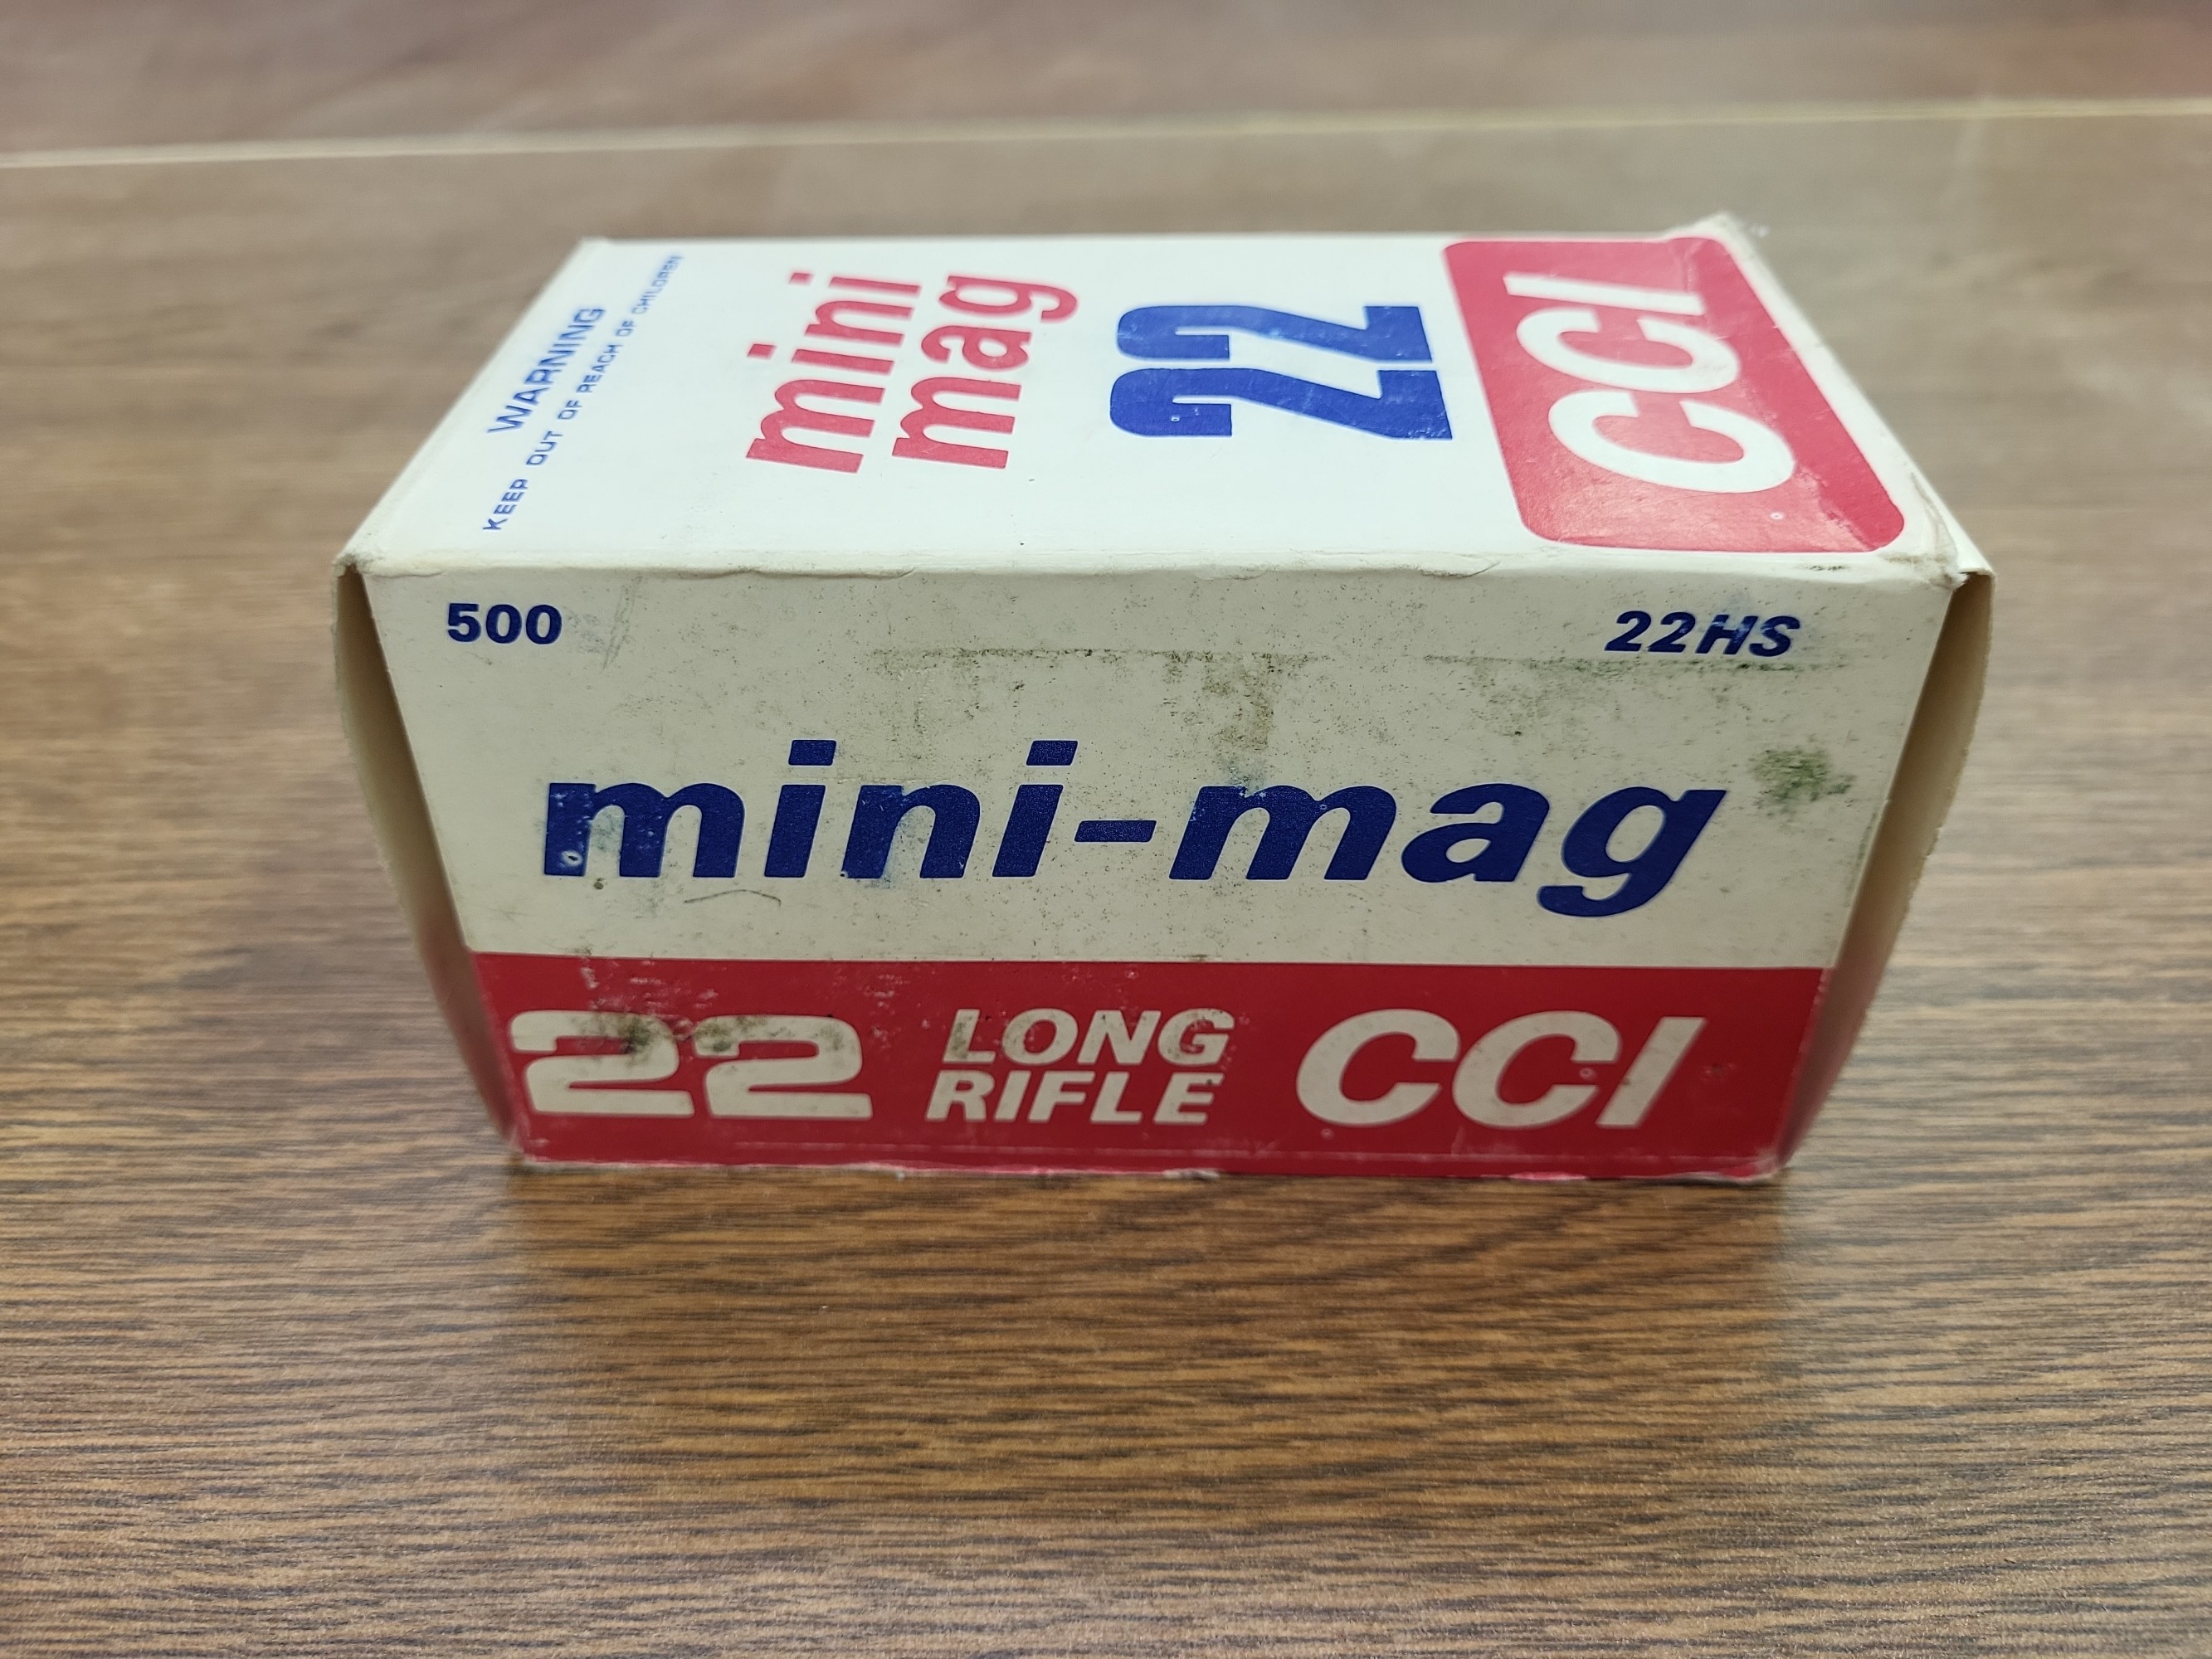 WARNING
KEEP OUT OF REACH OF CHILDREN
mini
mag
22
CCI
500
22HS
mini-mag
22 LONG RIFLE CCI